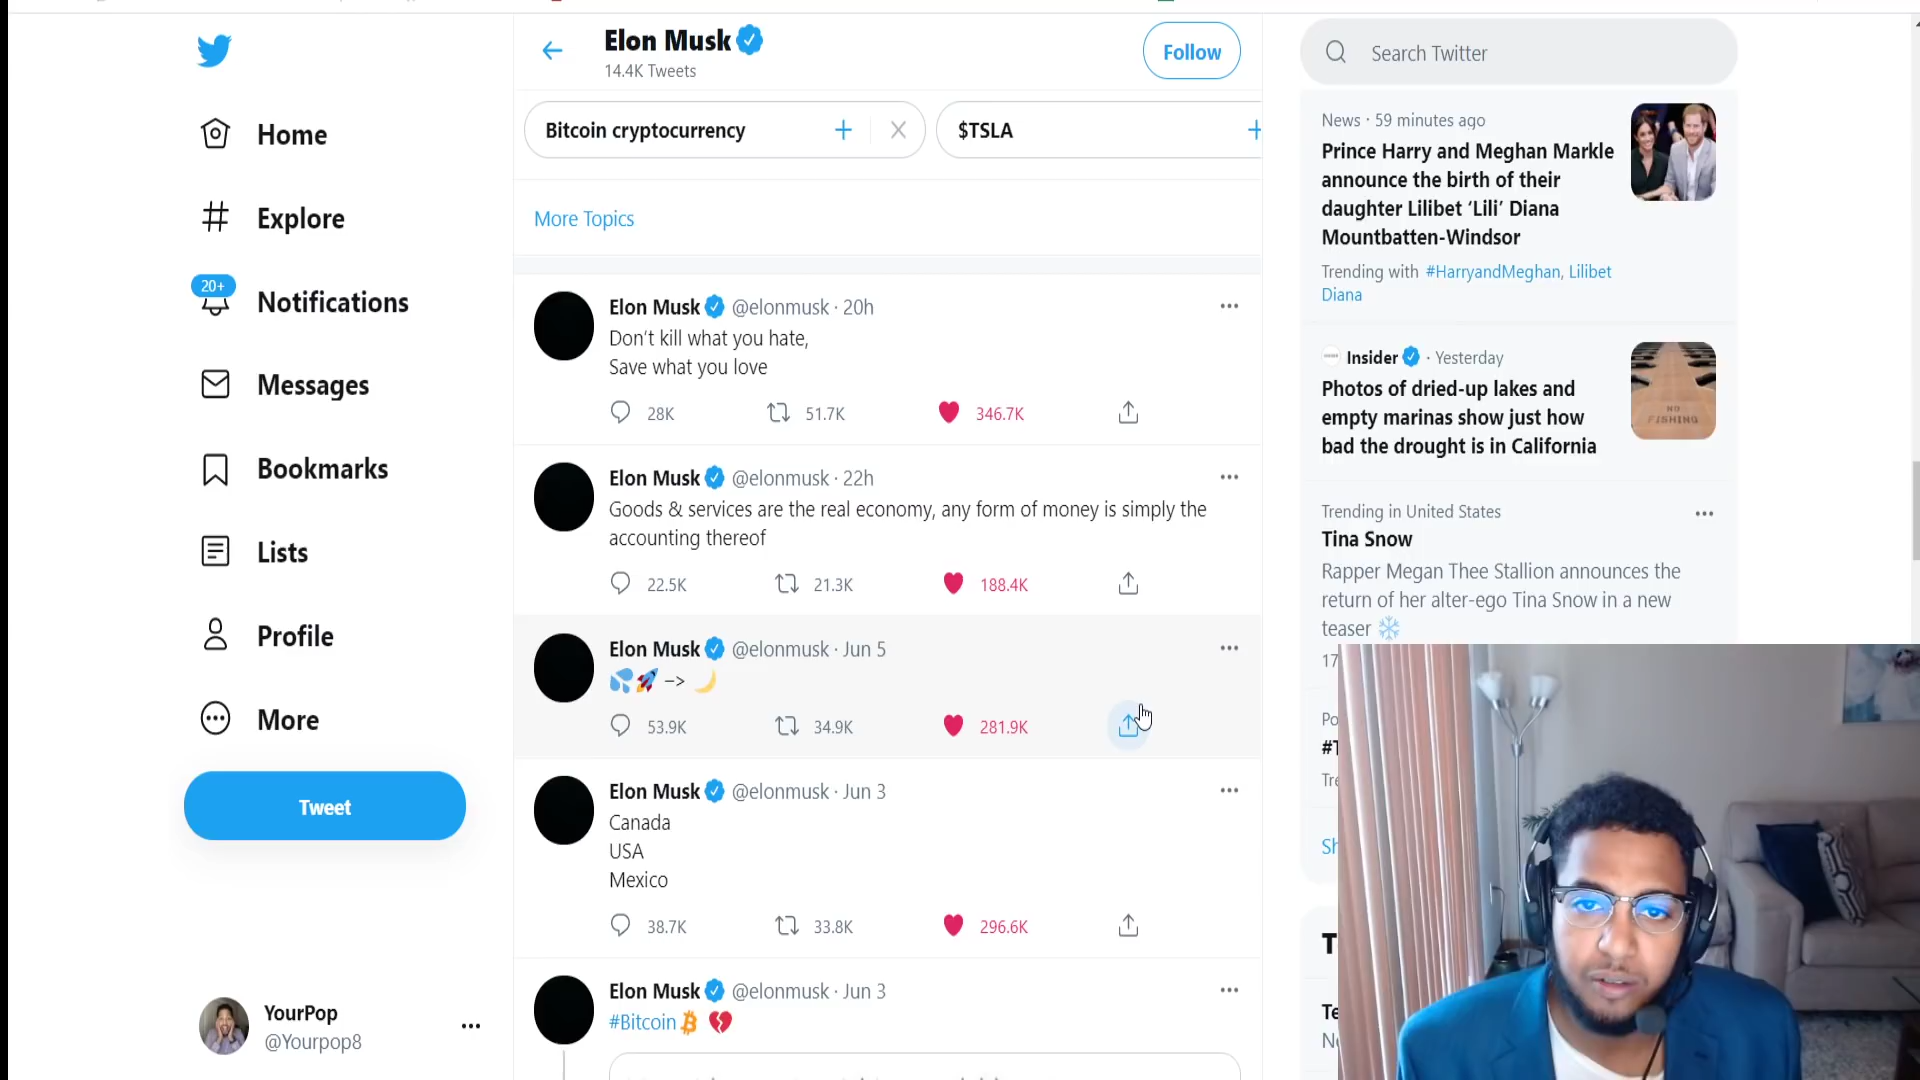 Home
Explore
20+
Notifications
Messages
Bookmarks
Lists
Profile
More
Tweet
YourPop
@Yourpop8
Elon Musk
14.4K Tweets
Follow
Bitcoin cryptocurrency
$TSLA
More Topics
Elon Musk @elonmusk · 20h
Don't kill what you hate,
Save what you love
28K 51.7K 346.7K
Elon Musk @elonmusk · 22h
Goods & services are the real economy, any form of money is simply the
accounting thereof
22.5K 21.3K 188.4K
Elon Musk @elonmusk · Jun 5
💦🚀 –> 🌙
53.9K 34.9K 281.9K
Elon Musk @elonmusk · Jun 3
Canada
USA
Mexico
38.7K 33.8K 296.6K
Elon Musk @elonmusk · Jun 3
#Bitcoin 💔
Search Twitter
News · 59 minutes ago
Prince Harry and Meghan Markle
announce the birth of their
daughter Lilibet 'Lili' Diana
Mountbatten-Windsor
Trending with #HarryandMeghan, Lilibet
Diana
Insider · Yesterday
Photos of dried-up lakes and
empty marinas show just how
bad the drought is in California
NO
FISHING
Trending in United States
Tina Snow
Rapper Megan Thee Stallion announces the
return of her alter-ego Tina Snow in a new
teaser ❄️
17
Po
#T
Tre
Sh
T
Te